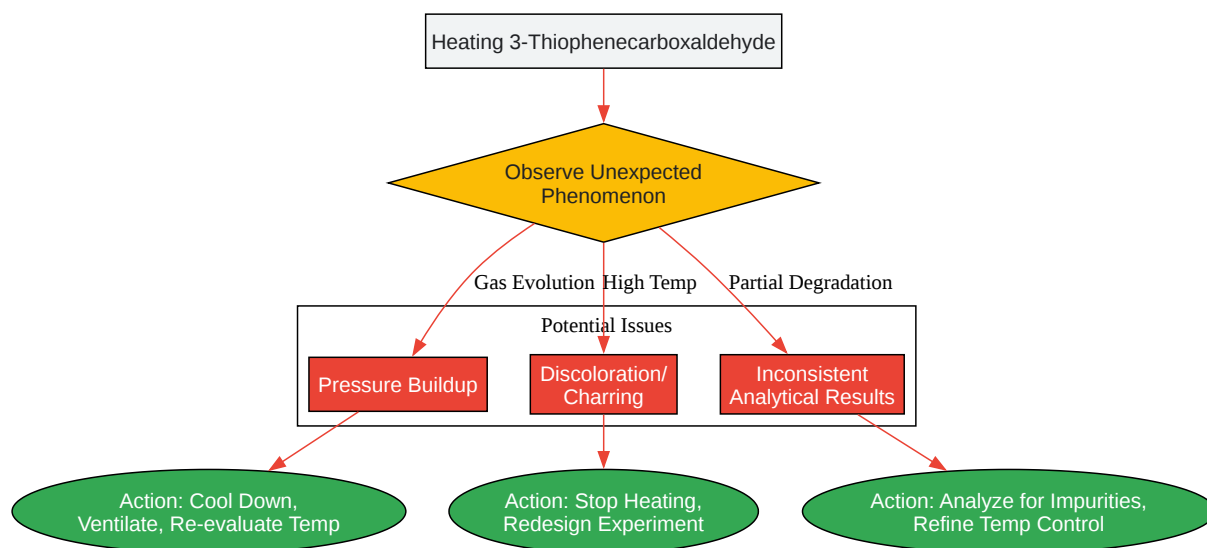 Heating 3-Thiophenecarboxaldehyde
Observe Unexpected
Phenomenon
Gas Evolution
High Temp
Partial Degradation
Potential Issues
Pressure Buildup
Discoloration/
Charring
Inconsistent
Analytical Results
Action: Cool Down,
Ventilate, Re-evaluate Temp
Action: Stop Heating,
Redesign Experiment
Action: Analyze for Impurities,
Refine Temp Control